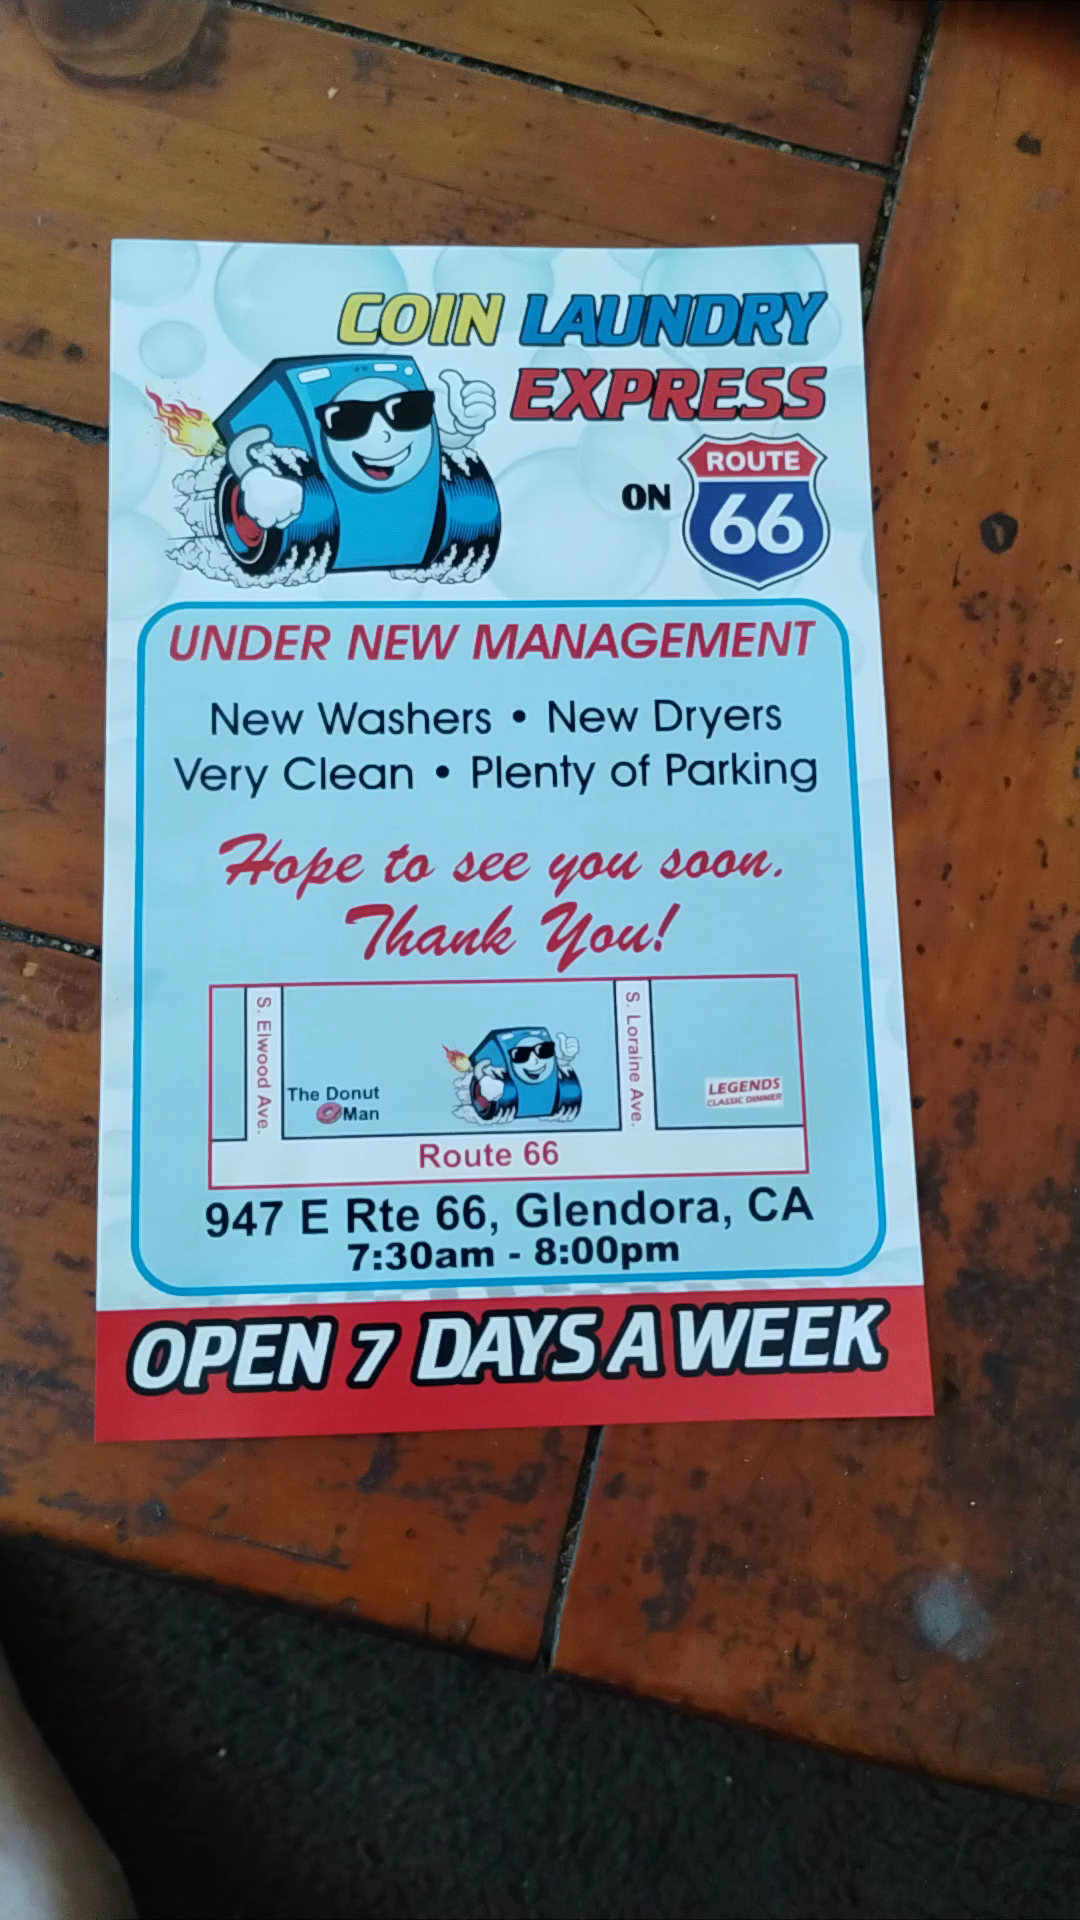 COIN LAUNDRY
EXPRESS
ON
ROUTE
66
UNDER NEW MANAGEMENT
New Washers • New Dryers
Very Clean • Plenty of Parking
Hope to see you soon.
Thank You!
S. Elwood Ave.
The Donut
Man
S. Loraine Ave.
LEGENDS
CLASSIC DINNER
Route 66
947 E Rte 66, Glendora, CA
7:30am - 8:00pm
OPEN 7 DAYS A WEEK